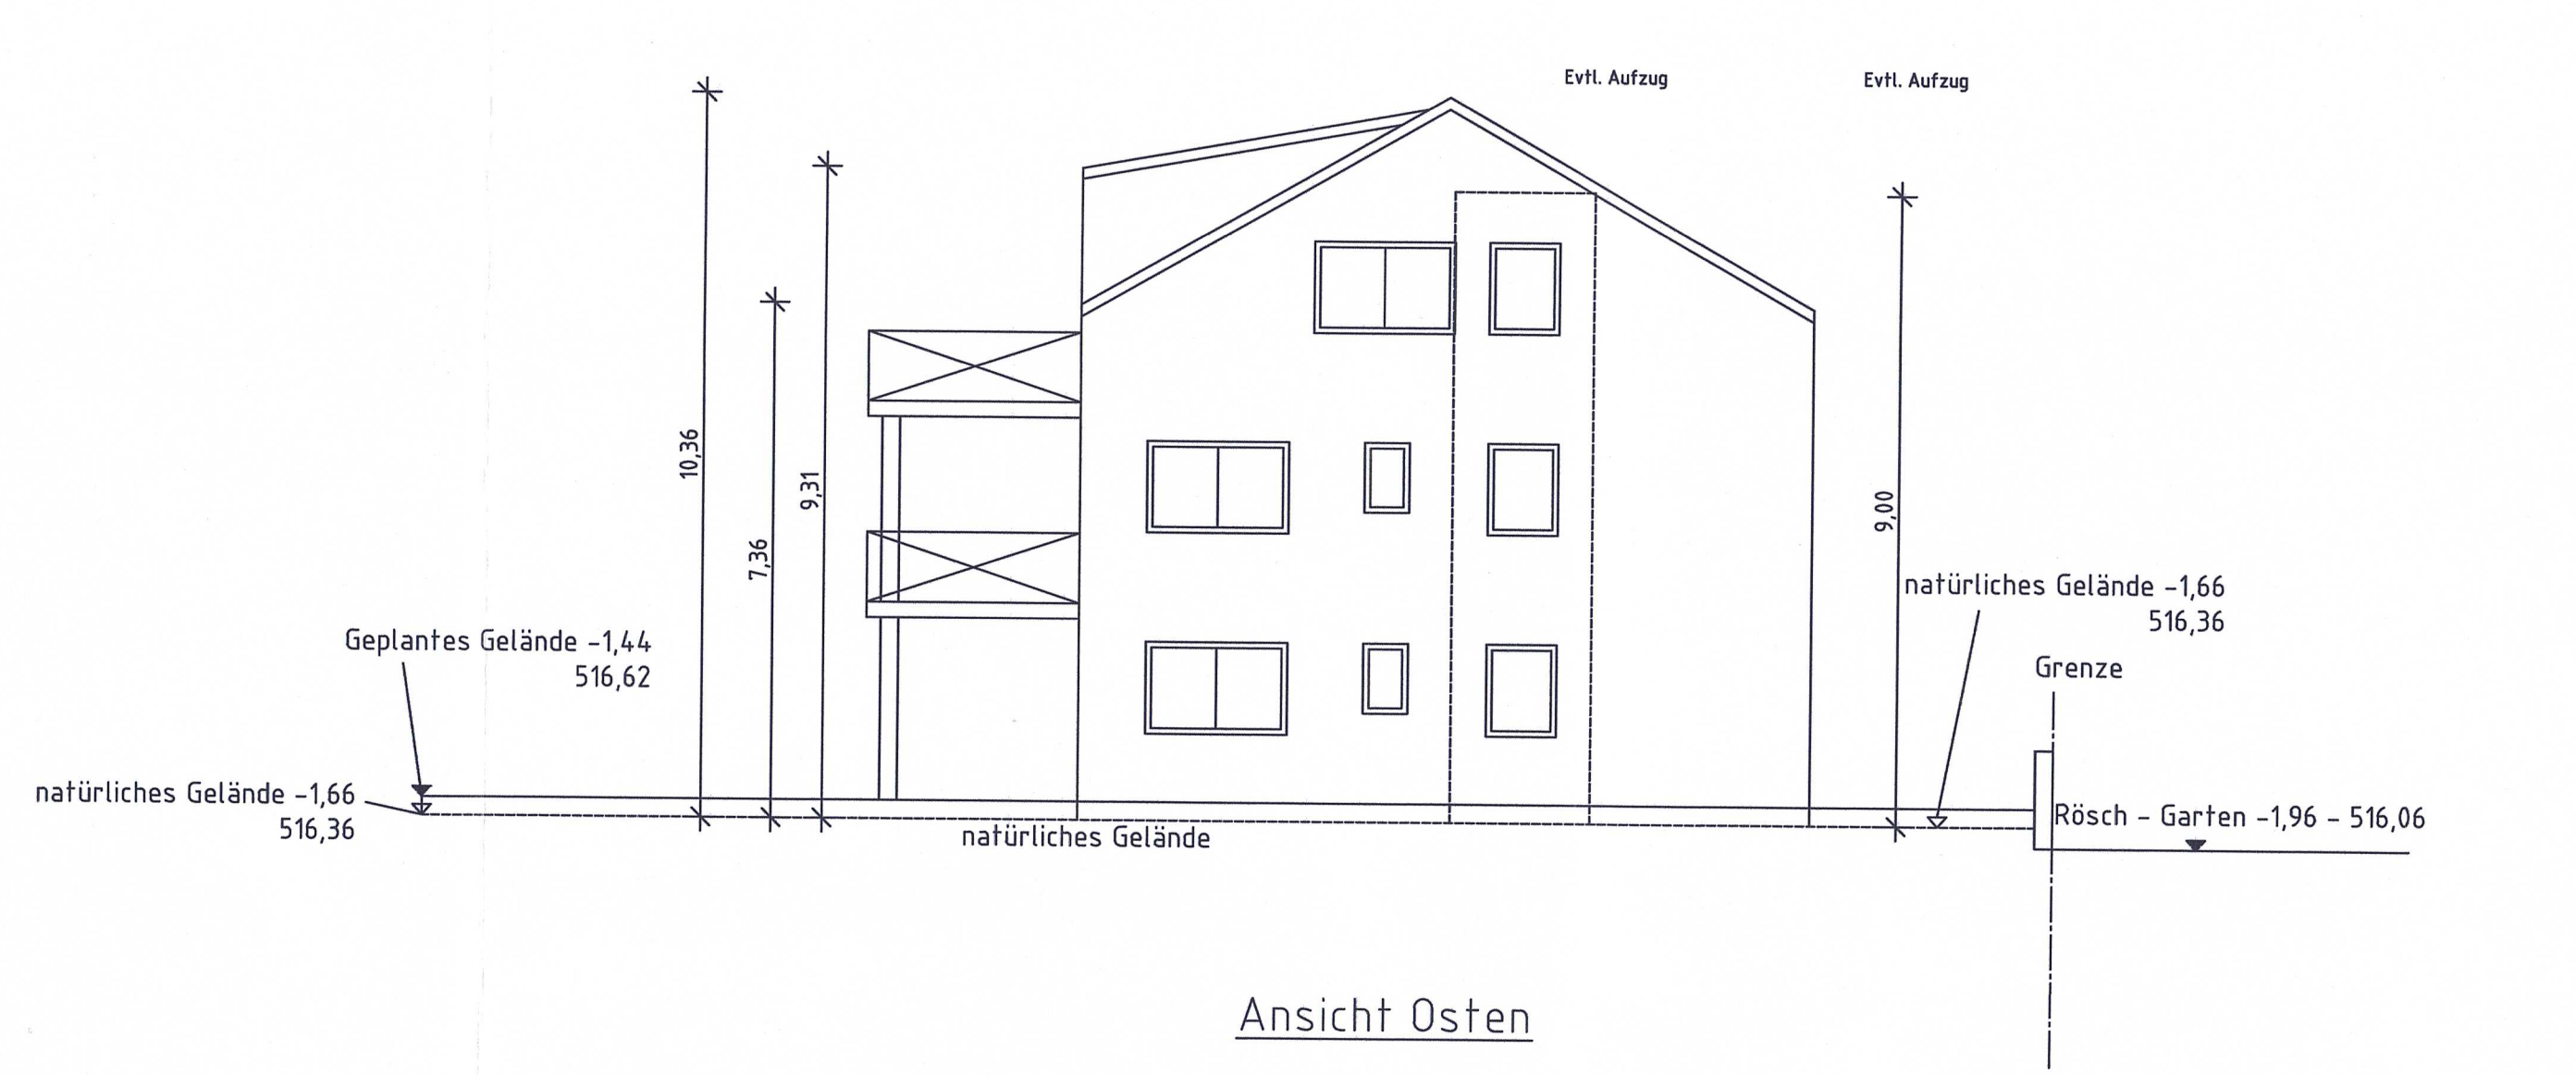 Evtl. Aufzug
Evtl. Aufzug
10,36
7,36
9,31
9,00
natürliches Gelände -1,66
516,36
Grenze
Geplantes Gelände -1,44
516,62
natürliches Gelände -1,66
516,36
natürliches Gelände
Rösch - Garten -1,96 - 516,06
Ansicht Osten